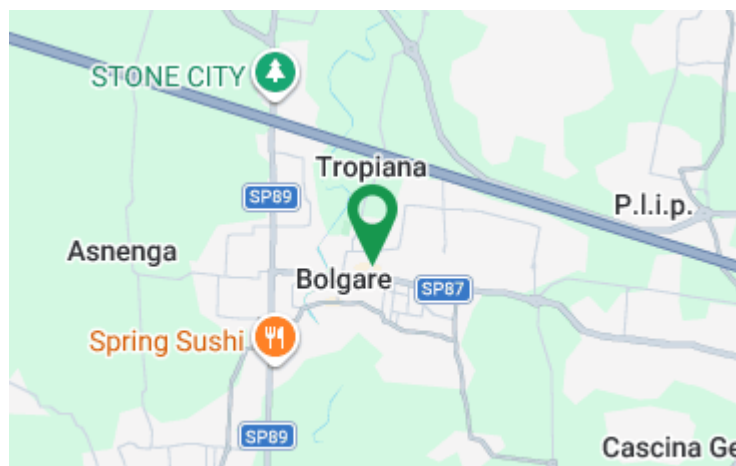 STONE CITY
Tropiana
SP89
P.l.i.p.
Asnenga
Bolgare
SP87
Spring Sushi
SP89
Cascina Ge